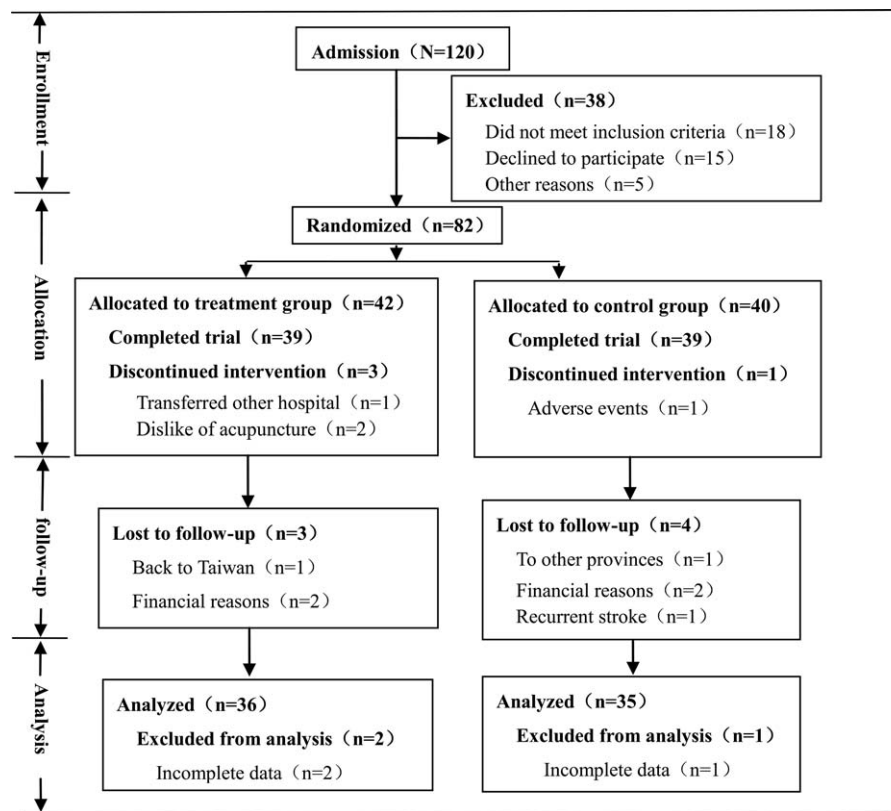 Enrollment
Admission（N=120）
Excluded（n=38）
Did not meet inclusion criteria（n=18）
Declined to participate（n=15）
Other reasons（n=5）
Allocation
Randomized（n=82）
Allocated to treatment group（n=42）
Completed trial（n=39）
Discontinued intervention（n=3）
Transferred other hospital（n=1）
Dislike of acupuncture（n=2）
Allocated to control group（n=40）
Completed trial（n=39）
Discontinued intervention（n=1）
Adverse events（n=1）
follow-up
Lost to follow-up（n=3）
Back to Taiwan（n=1）
Financial reasons（n=2）
Lost to follow-up（n=4）
To other provinces（n=1）
Financial reasons（n=2）
Recurrent stroke（n=1）
Analysis
Analyzed（n=36）
Excluded from analysis（n=2）
Incomplete data（n=2）
Analyzed（n=35）
Excluded from analysis（n=1）
Incomplete data（n=1）